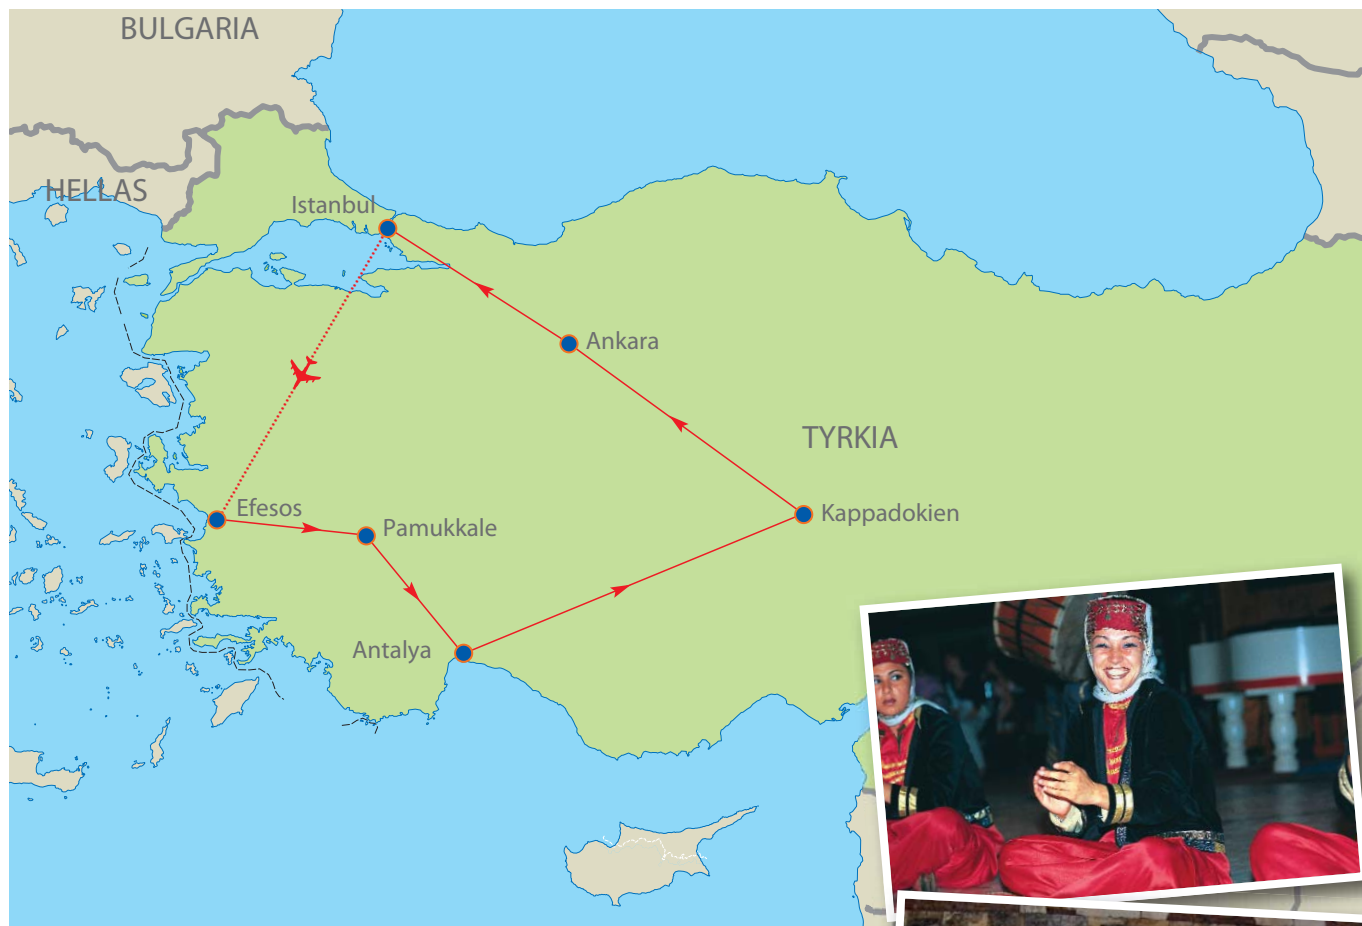 BULGARIA
HELLAS
Istanbul
Ankara
TYRKIA
Efesos
Kappadokien
Pamukkale
Antalya